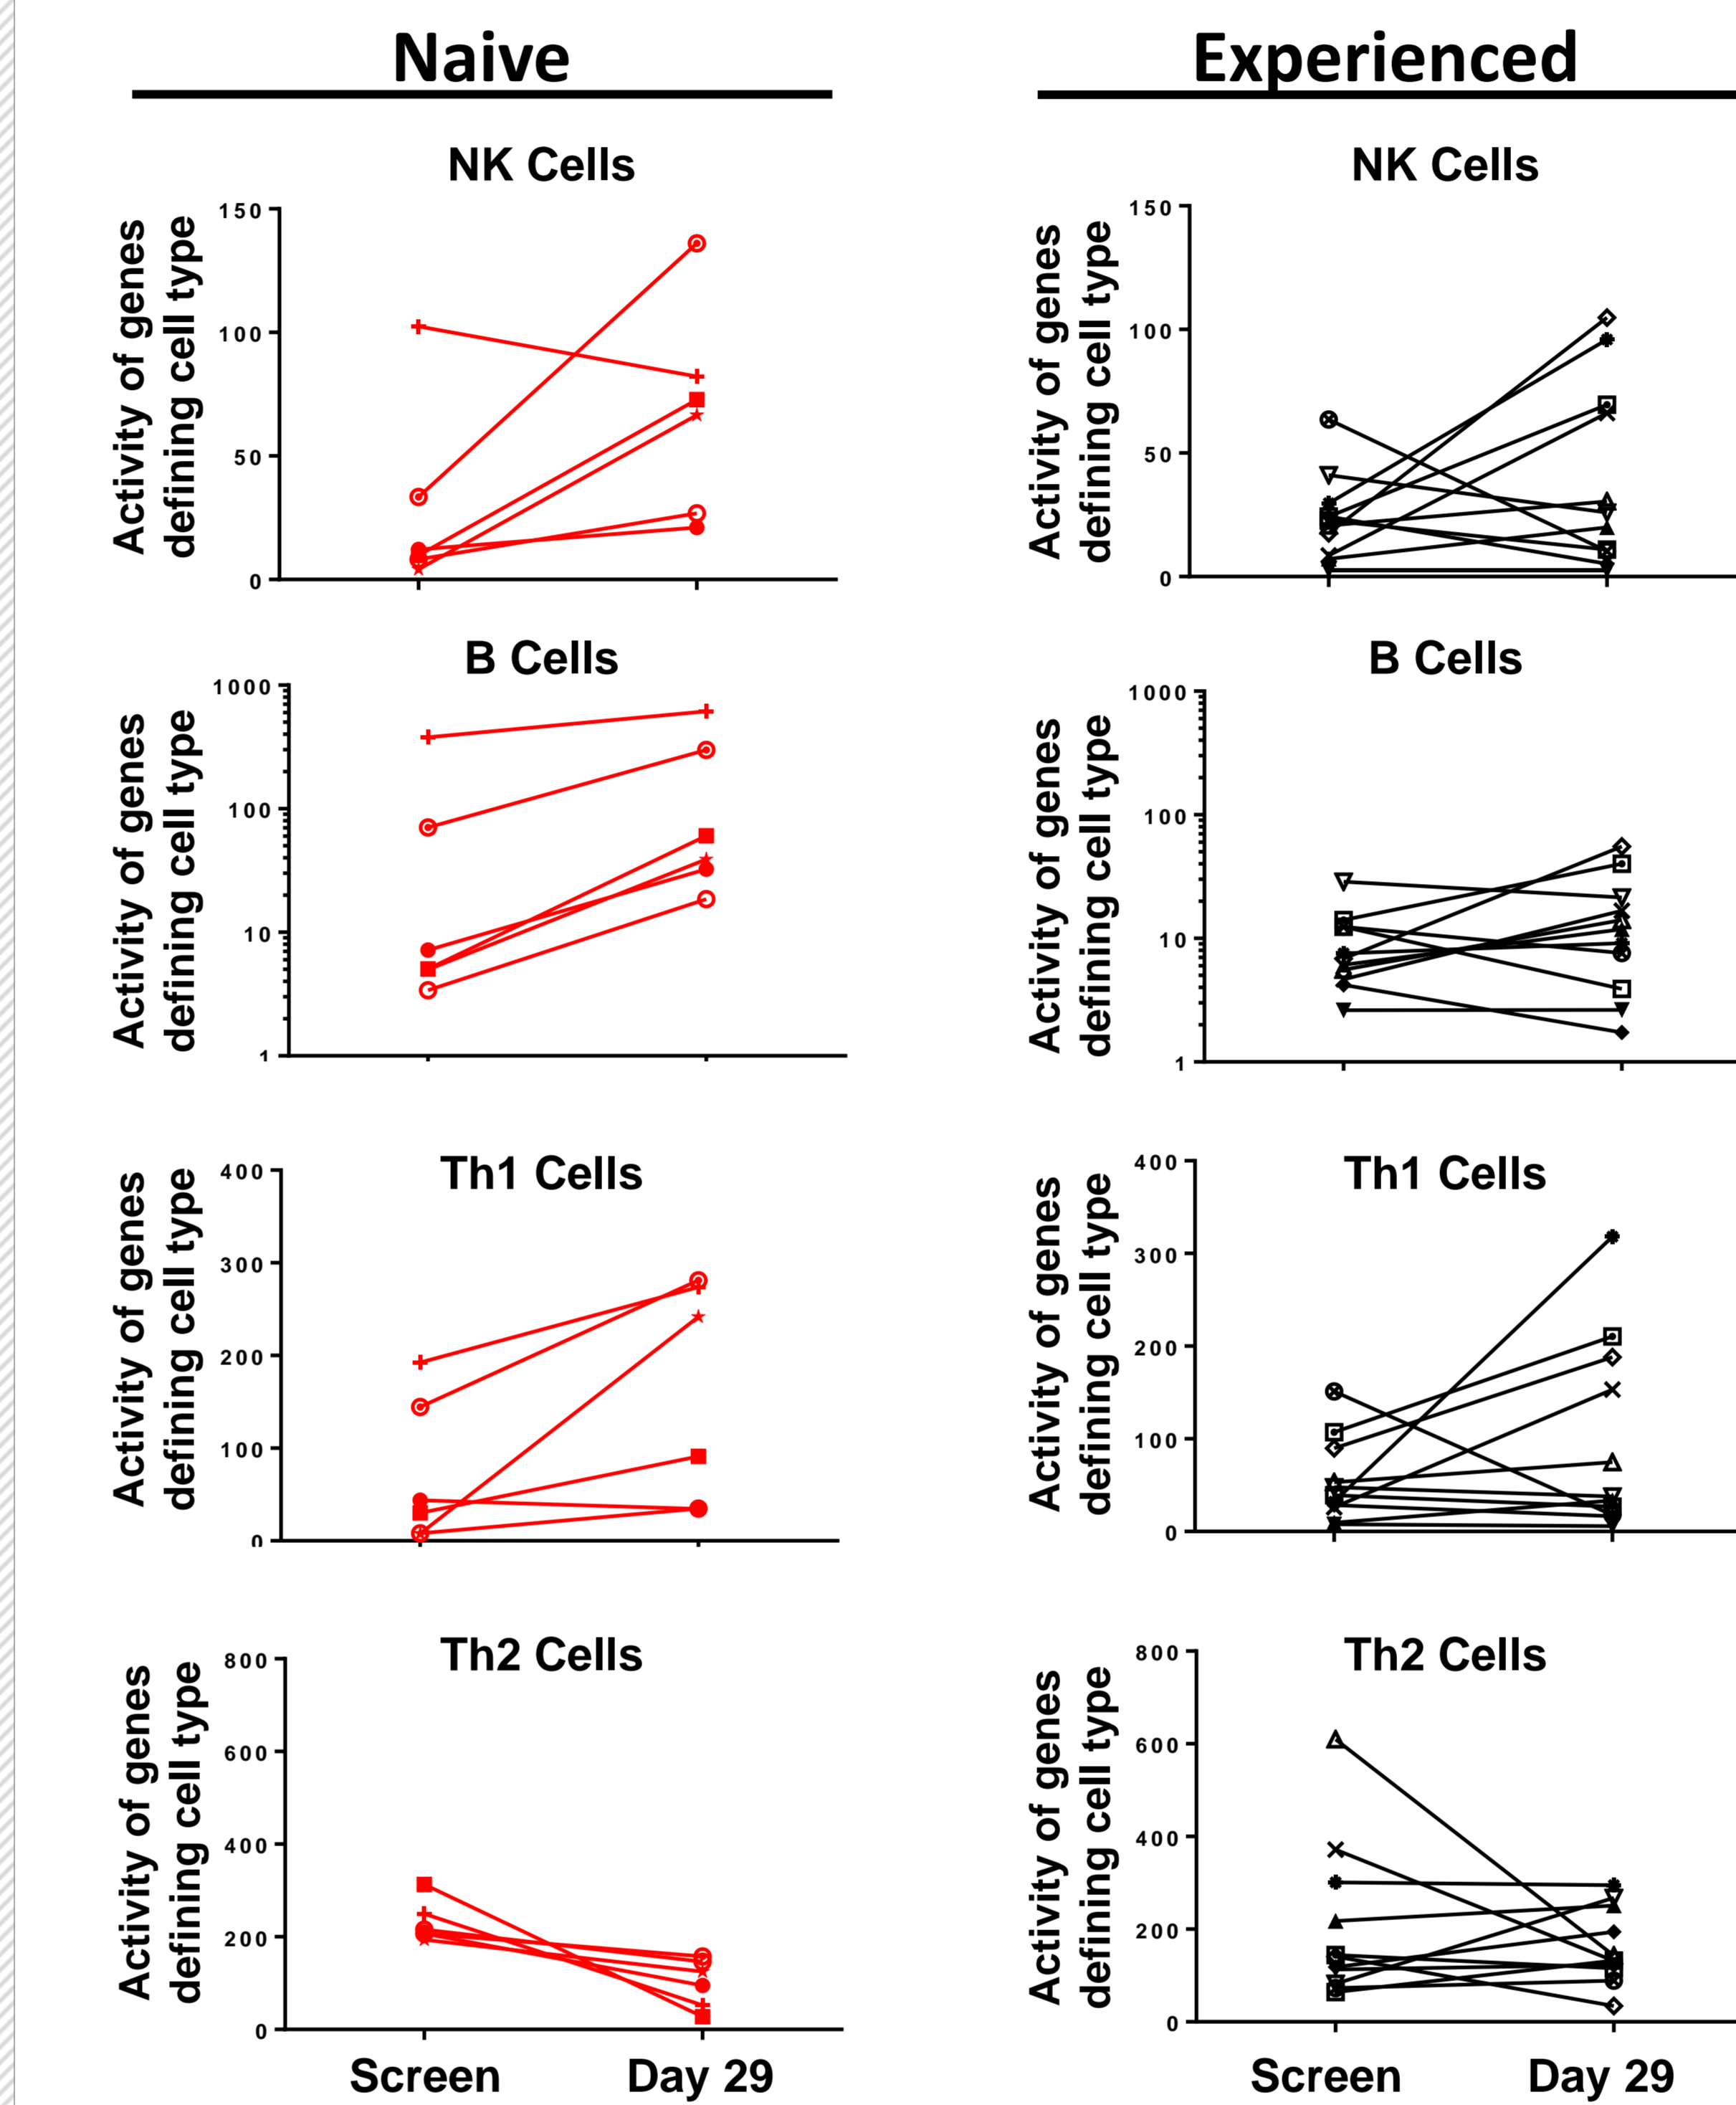 Naive
Experienced
NK Cells
NK Cells
Activity of genes
defining cell type
150
100
50
0
Activity of genes
defining cell type
150
100
50
0
B Cells
B Cells
Activity of genes
defining cell type
1000
100
10
1
Activity of genes
defining cell type
1000
100
10
1
Th1 Cells
Th1 Cells
Activity of genes
defining cell type
400
300
200
100
0
Activity of genes
defining cell type
400
300
200
100
0
Th2 Cells
Th2 Cells
Activity of genes
defining cell type
800
600
400
200
0
Activity of genes
defining cell type
800
600
400
200
0
Screen
Day 29
Screen
Day 29